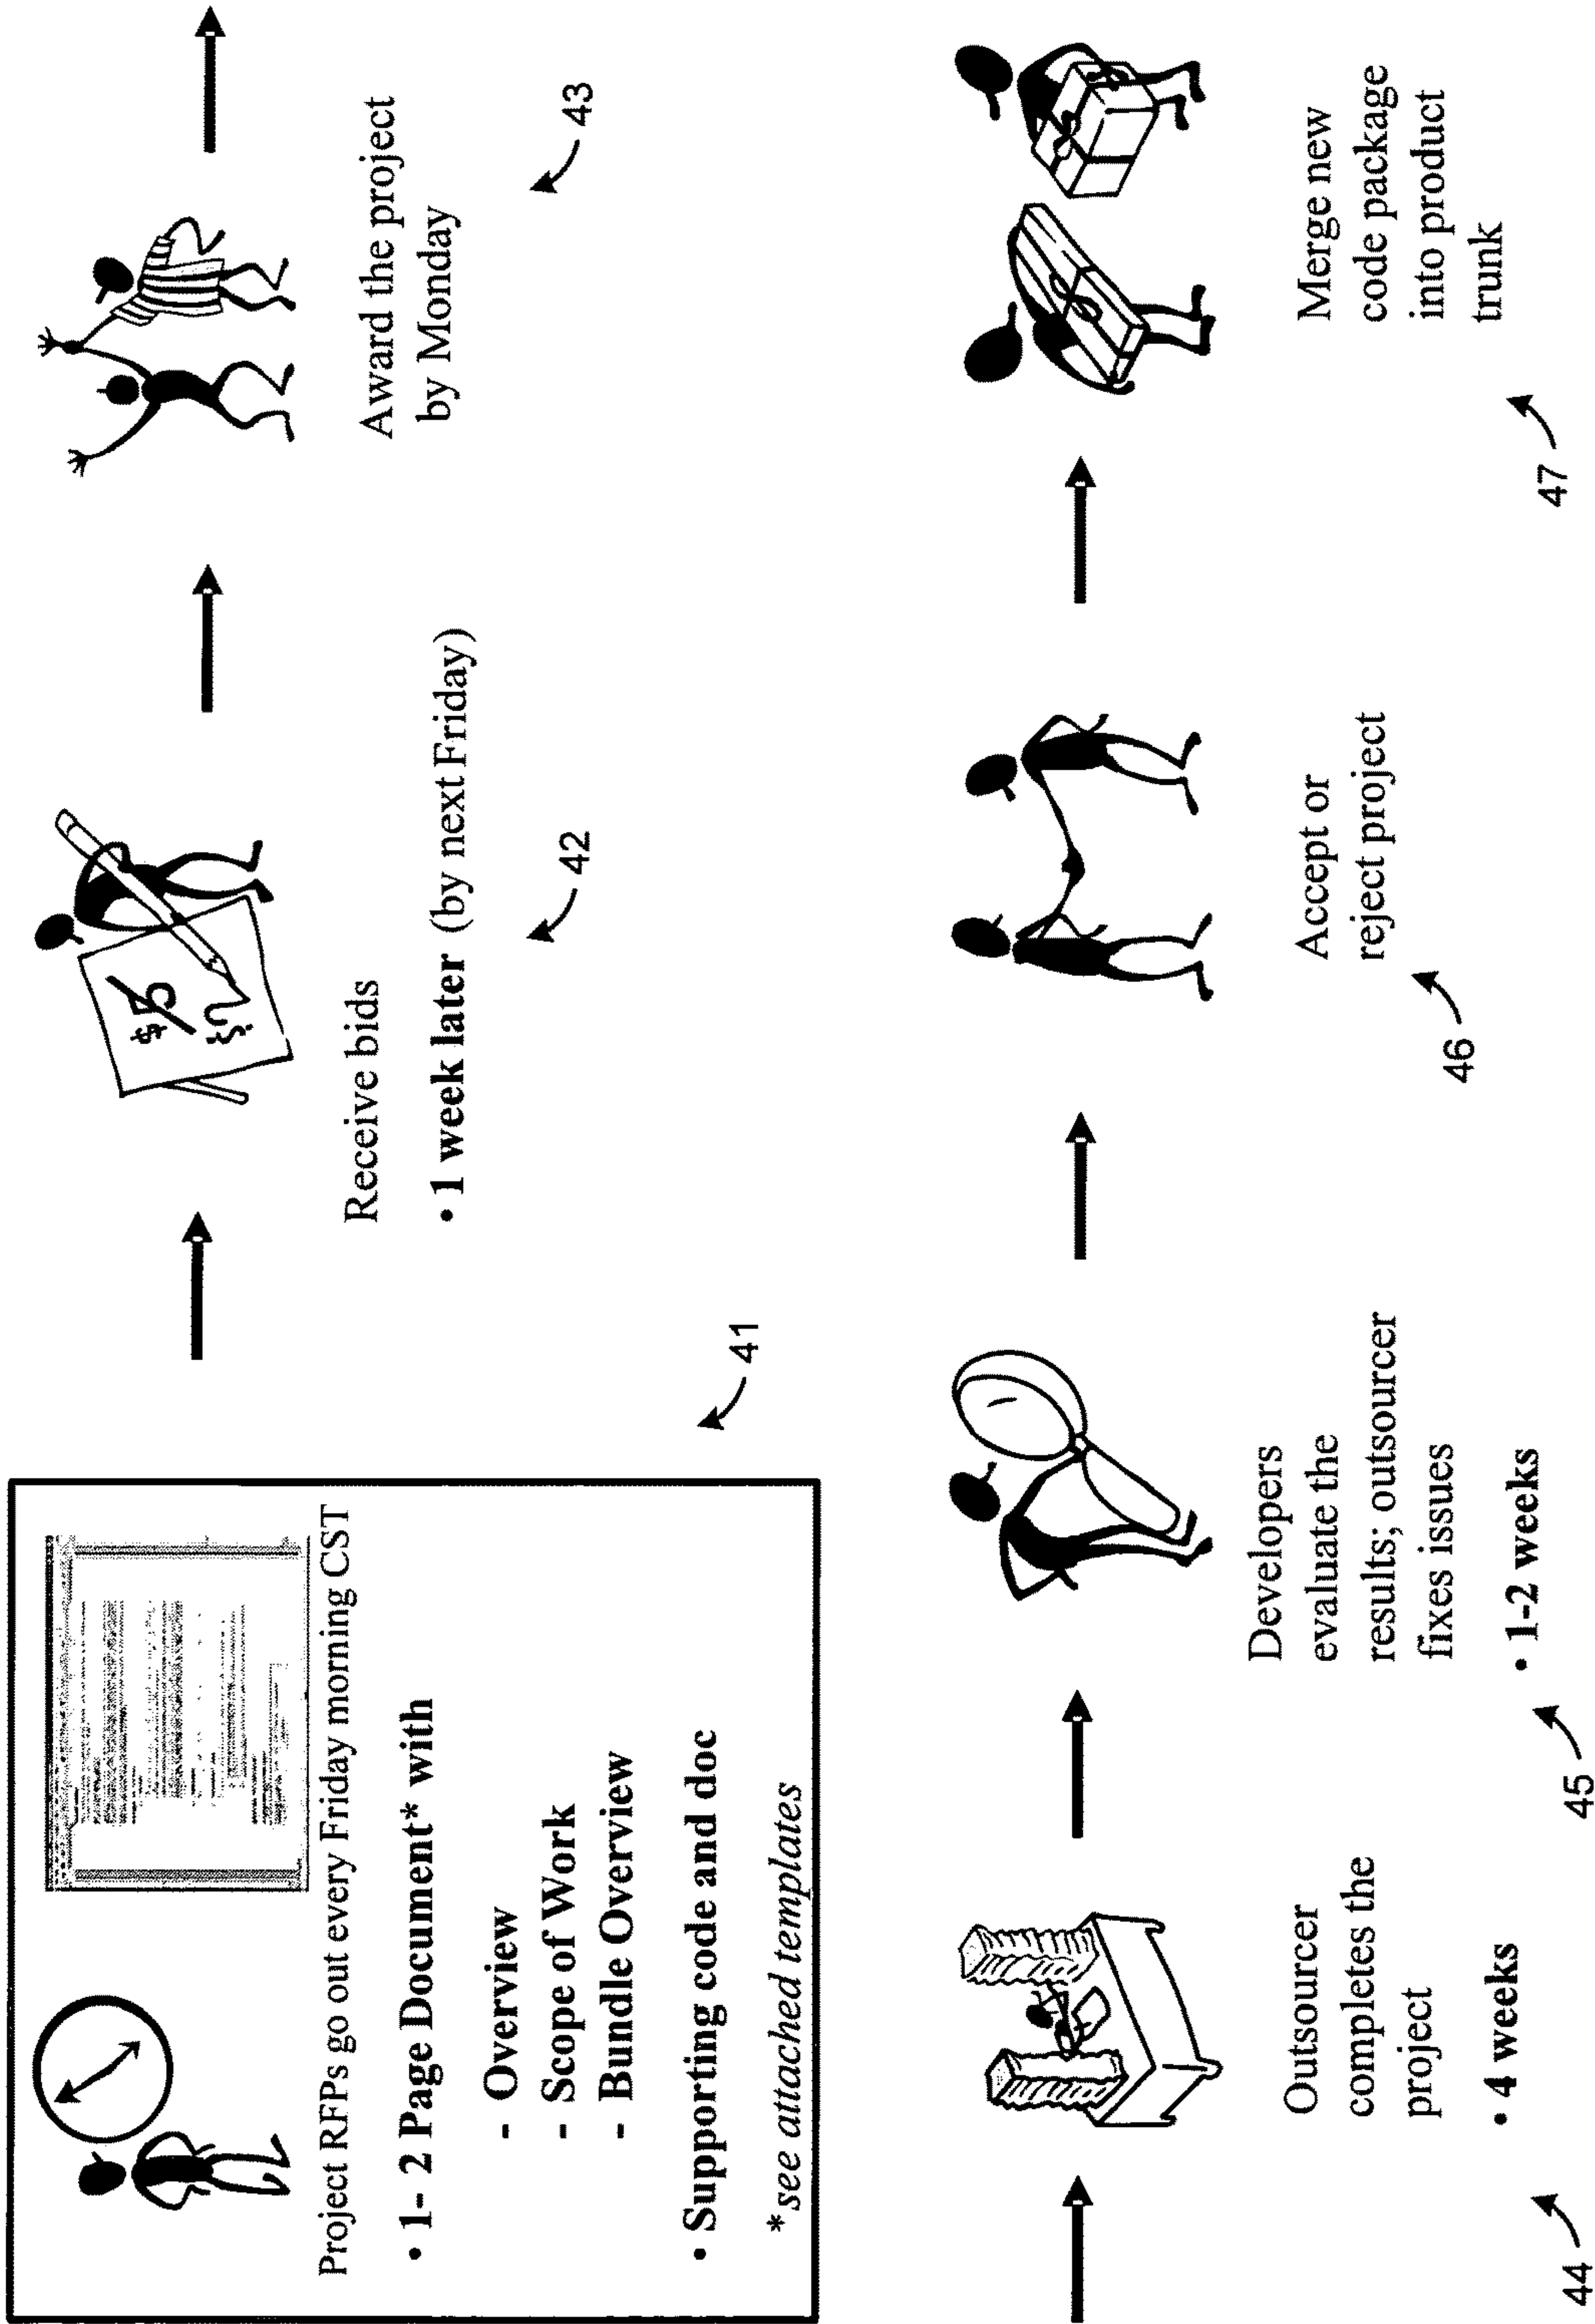 Project RFPs go out every Friday morning CST
• 1- 2 Page Document* with
- Overview
- Scope of Work
- Bundle Overview
• Supporting code and doc
*see attached templates
41
$5
Receive bids
• 1 week later (by next Friday)
42
Award the project
by Monday
43
Outsourcer
completes the
project
• 4 weeks
44
Developers
evaluate the
results; outsourcer
fixes issues
• 1-2 weeks
45
Accept or
reject project
46
Merge new
code package
into product
trunk
47